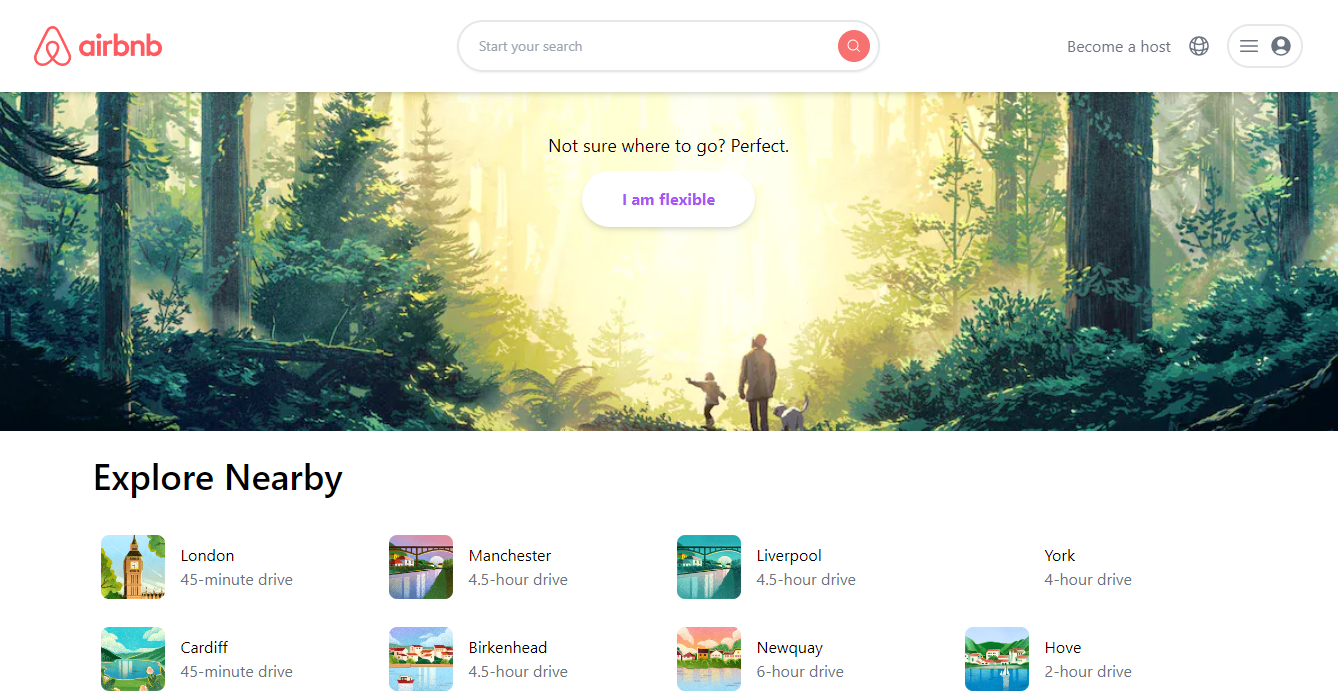 airbnb
Start your search
Become a host
Not sure where to go? Perfect.
I am flexible
Explore Nearby
London
45-minute drive
Manchester
4.5-hour drive
Liverpool
4.5-hour drive
York
4-hour drive
Cardiff
45-minute drive
Birkenhead
4.5-hour drive
Newquay
6-hour drive
Hove
2-hour drive